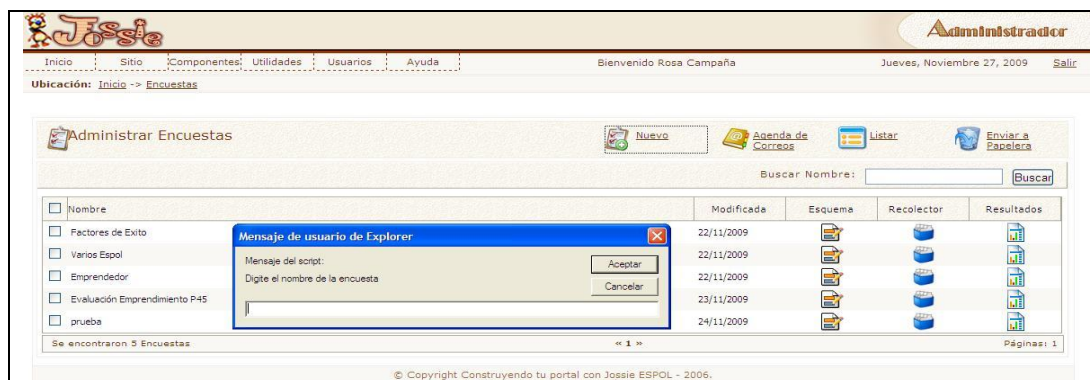 Jossie
Administrador
Inicio Sitio Componentes Utilidades Usuarios Ayuda Bienvenido Rosa Campaña Jueves, Noviembre 27, 2009 Salir
Ubicación: Inicio -> Encuestas
Administrar Encuestas Nuevo Agenda de Correos Listar Enviar a Papelera
Buscar Nombre: Buscar
Nombre Modificada Esquema Recolector Resultados
Factores de Exito 22/11/2009
Varios Espol 22/11/2009
Emprendedor 22/11/2009
Evaluación Emprendimiento P45 23/11/2009
prueba 24/11/2009
Mensaje de usuario de Explorer
Mensaje del script:
Digite el nombre de la encuesta
Aceptar
Cancelar
Se encontraron 5 Encuestas « 1 » Páginas: 1
© Copyright Construyendo tu portal con Jossie ESPOL - 2006.